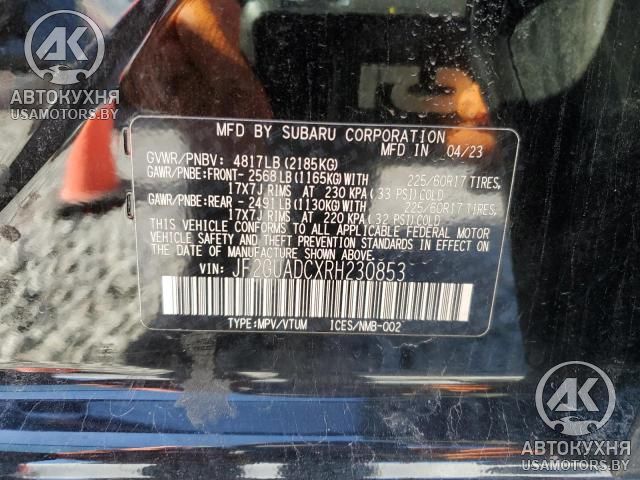 AK
АВТОКУХНЯ
USAMOTORS.BY
MFD BY SUBARU CORPORATION
GVWR/PNBV: 4817LB(2185KG) MFD IN 04/23
GAWR/PNBE:FRONT-2568LB(1165KG)WITH 225/60R17 TIRES,
17X7J RIMS AT 230 KPA(33 PSI)COLD
GAWR/PNBE:REAR -2491LB(1130KG)WITH 225/60R17 TIRES,
17X7J RIMS AT 220 KPA(32 PSI)COLD
THIS VEHICLE CONFORMS TO ALL APPLICABLE FEDERAL MOTOR
VEHICLE SAFETY AND THEFT PREVENTION STANDARDS IN EFFECT ON
THE DATE OF MANUFACTURE SHOWN ABOVE.
VIN: JF2GUADCXRH230853
TYPE:MPV/VTUM ICES/NMB-002
AK
АВТОКУХНЯ
USAMOTORS.BY